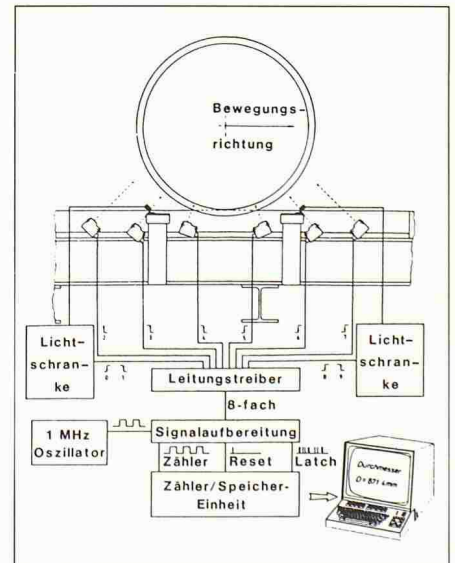 Bewegungs-
richtung
Licht-
schran-
ke
Licht-
schran-
ke
Leitungstreiber
8-fach
1 MHz
Oszillator
Signalaufbereitung
Zähler Reset Latch
Zähler/Speicher-
Einheit
Durchmesser
D = 871.4mm